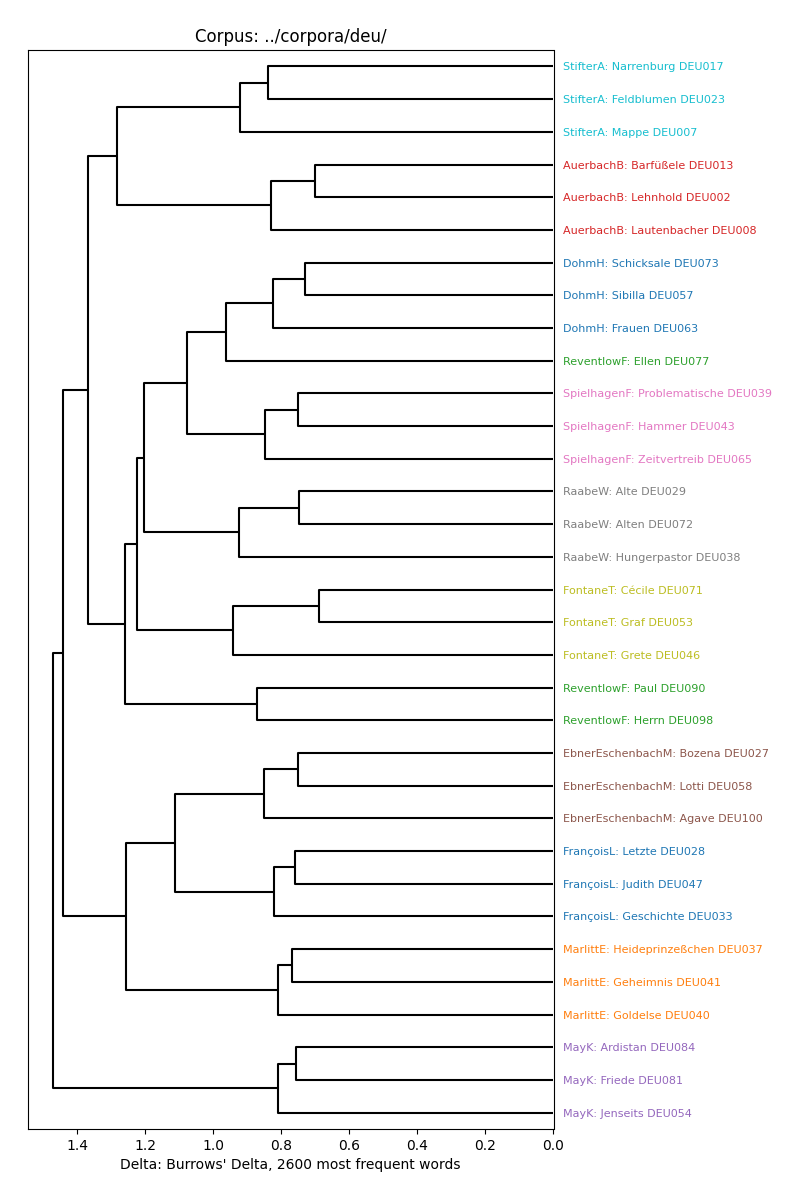 Corpus: ../corpora/deu/
StifterA: Narrenburg DEU017
StifterA: Feldblumen DEU023
StifterA: Mappe DEU007
AuerbachB: Barfüßele DEU013
AuerbachB: Lehnhold DEU002
AuerbachB: Lautenbacher DEU008
DohmH: Schicksale DEU073
DohmH: Sibilla DEU057
DohmH: Frauen DEU063
ReventlowF: Ellen DEU077
SpielhagenF: Problematische DEU039
SpielhagenF: Hammer DEU043
SpielhagenF: Zeitvertreib DEU065
RaabeW: Alte DEU029
RaabeW: Alten DEU072
RaabeW: Hungerpastor DEU038
FontaneT: Cécile DEU071
FontaneT: Graf DEU053
FontaneT: Grete DEU046
ReventlowF: Paul DEU090
ReventlowF: Herrn DEU098
EbnerEschenbachM: Bozena DEU027
EbnerEschenbachM: Lotti DEU058
EbnerEschenbachM: Agave DEU100
FrançoisL: Letzte DEU028
FrançoisL: Judith DEU047
FrançoisL: Geschichte DEU033
MarlittE: Heideprinzeßchen DEU037
MarlittE: Geheimnis DEU041
MarlittE: Goldelse DEU040
MayK: Ardistan DEU084
MayK: Friede DEU081
MayK: Jenseits DEU054
1.4 1.2 1.0 0.8 0.6 0.4 0.2 0.0
Delta: Burrows' Delta, 2600 most frequent words